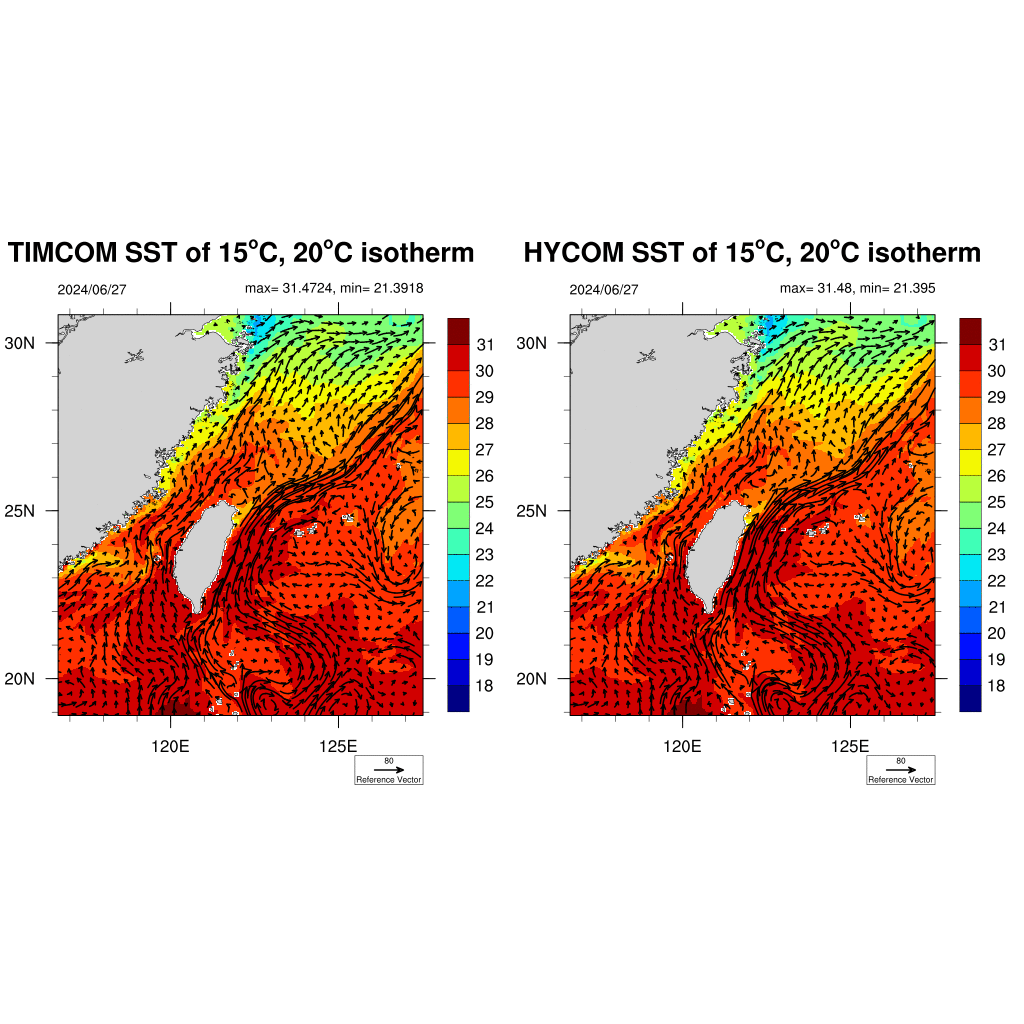 TIMCOM SST of 15°C, 20°C isotherm
2024/06/27
max= 31.4724, min= 21.3918
30N
25N
20N
120E
125E
31
30
29
28
27
26
25
24
23
22
21
20
19
18
80
Reference Vector
HYCOM SST of 15°C, 20°C isotherm
2024/06/27
max= 31.48, min= 21.395
30N
25N
20N
120E
125E
31
30
29
28
27
26
25
24
23
22
21
20
19
18
80
Reference Vector